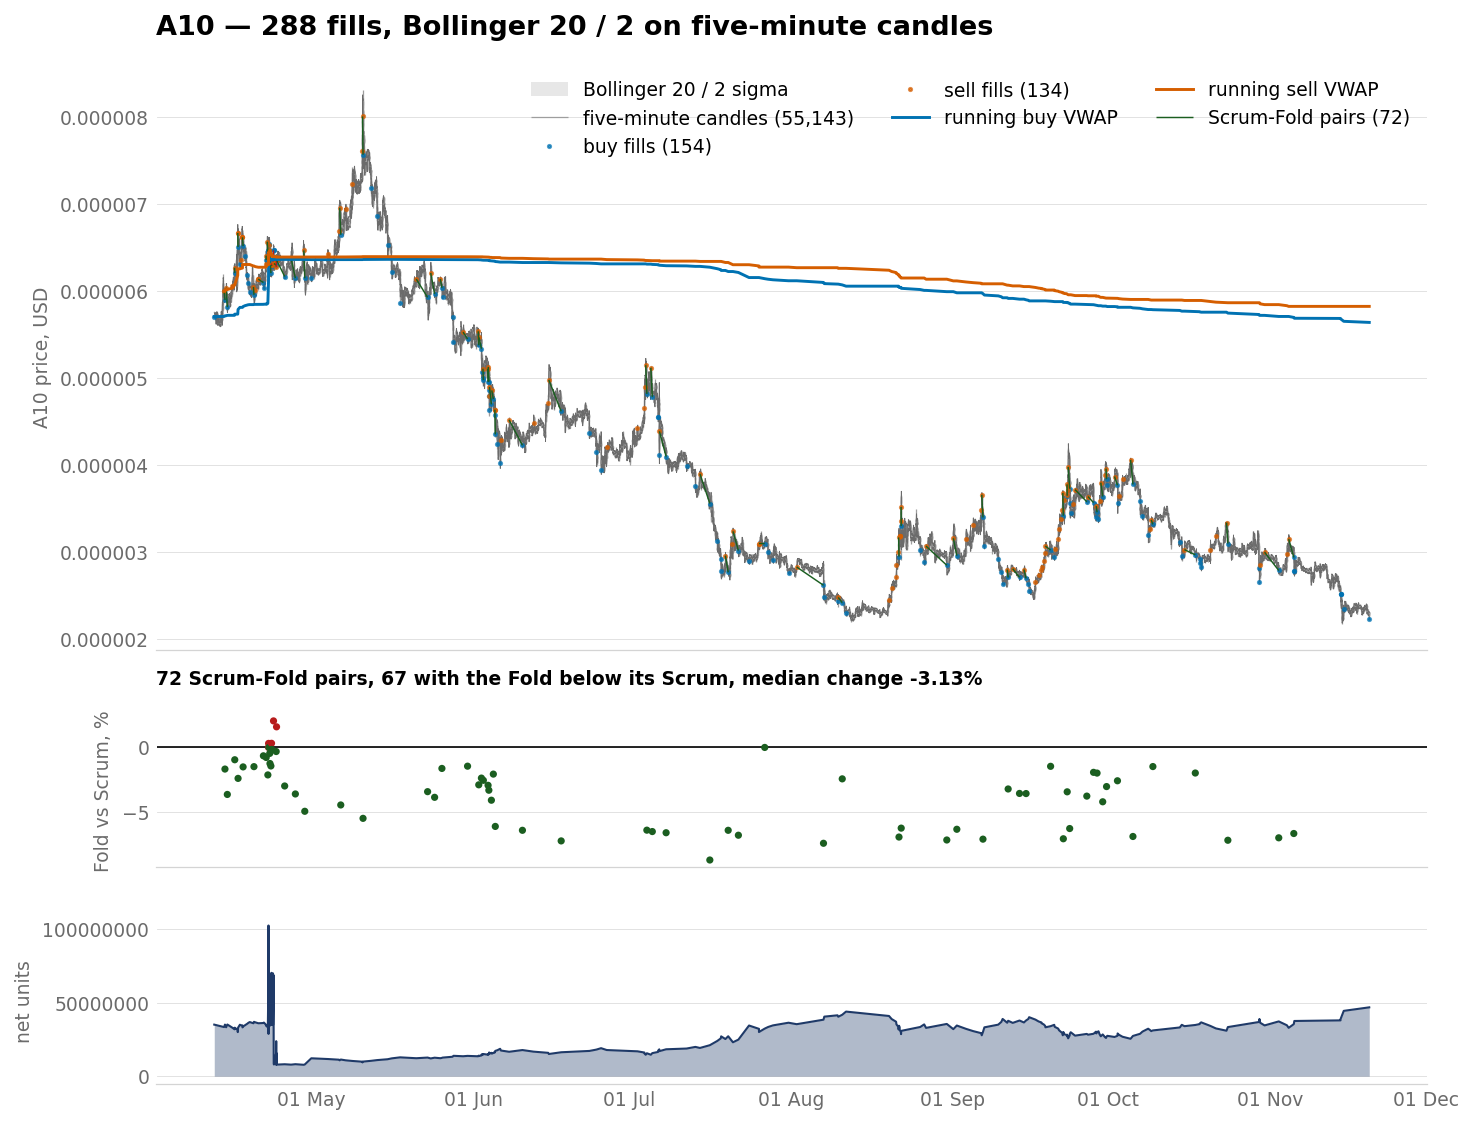 A10 — 288 fills, Bollinger 20 / 2 on five-minute candles
Bollinger 20 / 2 sigma
five-minute candles (55,143)
buy fills (154)
sell fills (134)
running buy VWAP
running sell VWAP
Scrum-Fold pairs (72)
A10 price, USD
0.000008
0.000007
0.000006
0.000005
0.000004
0.000003
0.000002
72 Scrum-Fold pairs, 67 with the Fold below its Scrum, median change -3.13%
Fold vs Scrum, %
0
−5
net units
100000000
50000000
0
01 May
01 Jun
01 Jul
01 Aug
01 Sep
01 Oct
01 Nov
01 Dec